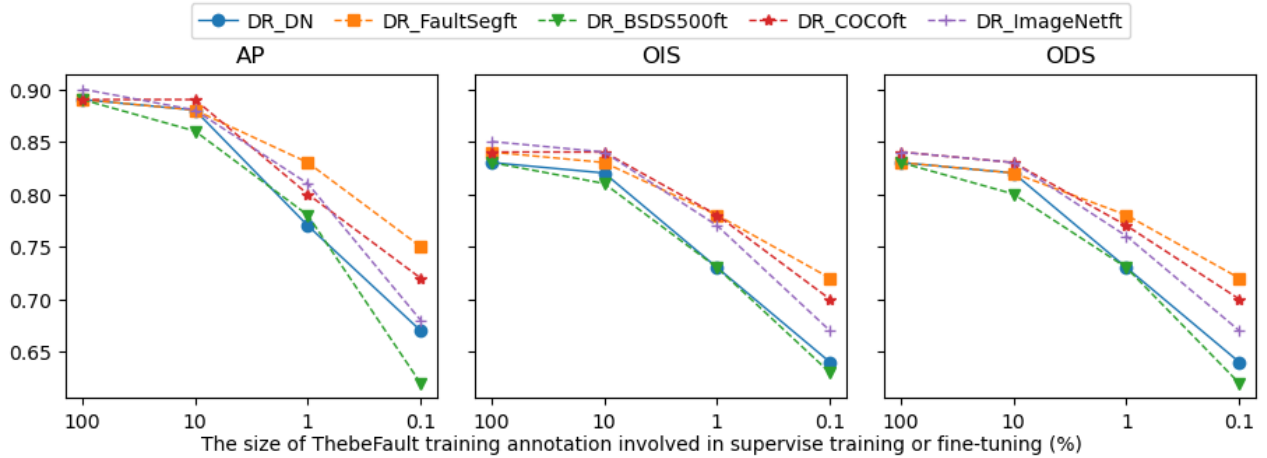 DR_DN DR_FaultSegft DR_BSDS500ft DR_COCOft DR_ImageNetft
AP OIS ODS
0.90
0.85
0.80
0.75
0.70
0.65
100 10 1 0.1 100 10 1 0.1 100 10 1 0.1
The size of ThebeFault training annotation involved in supervise training or fine-tuning (%)